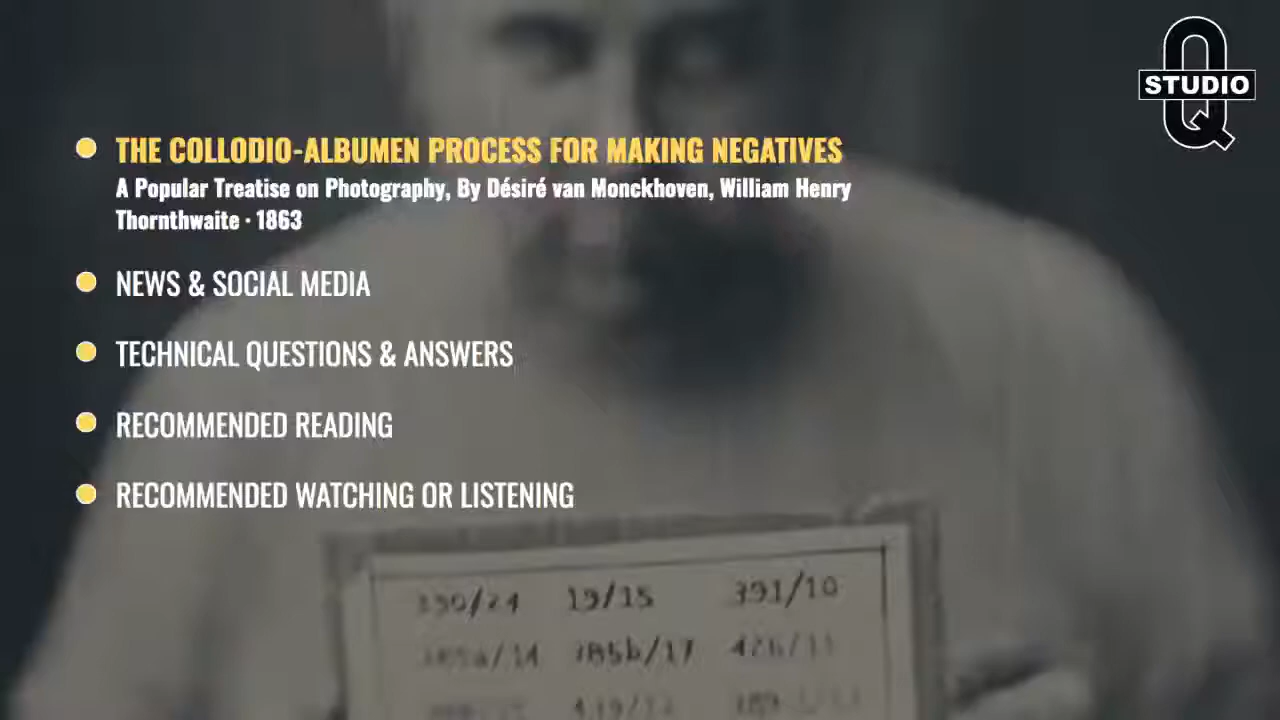 STUDIO
Q
THE COLLODIO-ALBUMEN PROCESS FOR MAKING NEGATIVES
A Popular Treatise on Photography, By Désiré van Monckhoven, William Henry
Thornthwaite · 1863
NEWS & SOCIAL MEDIA
TECHNICAL QUESTIONS & ANSWERS
RECOMMENDED READING
RECOMMENDED WATCHING OR LISTENING
19/15 391/10